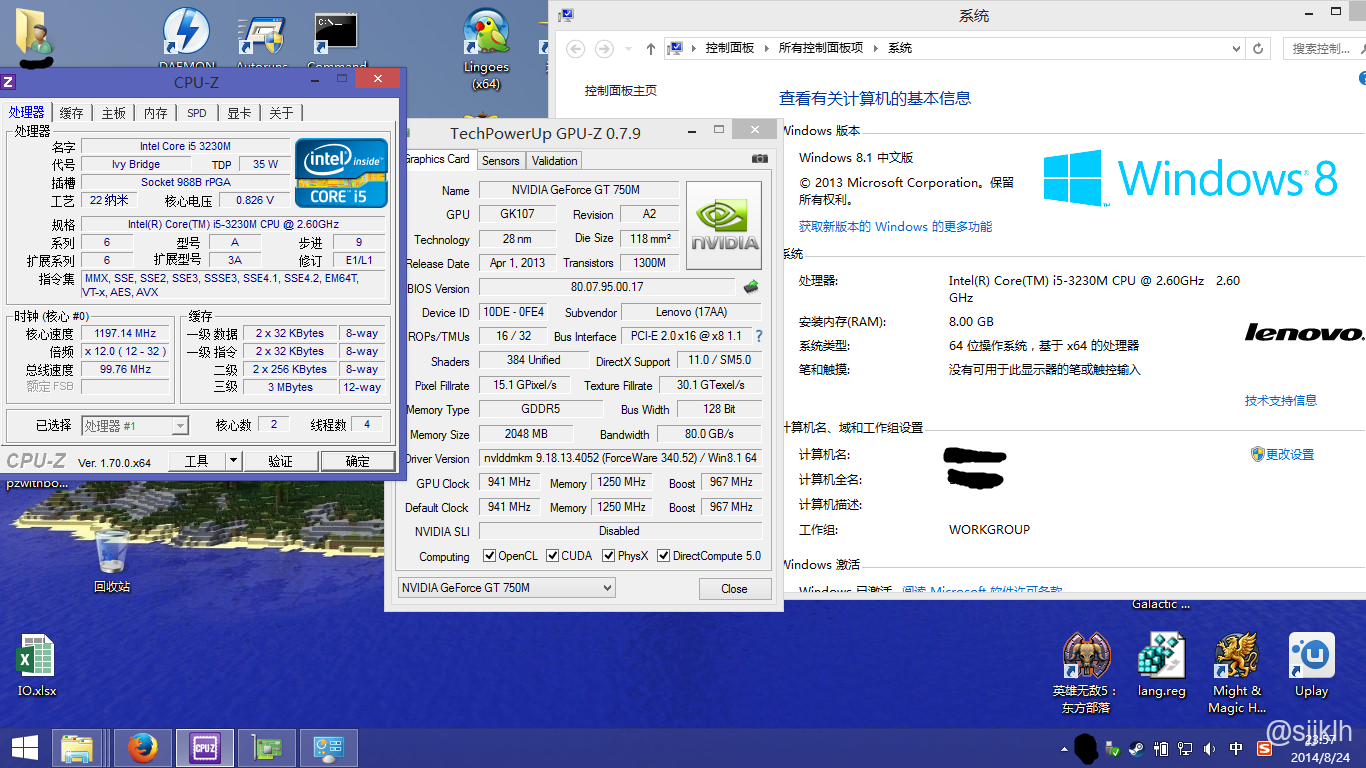 DAEMON
Autoruns
Command
Lingoes
(x64)
系统
控制面板
所有控制面板项
系统
搜索控制...
控制面板主页
查看有关计算机的基本信息
Windows 版本
Windows 8.1 中文版
© 2013 Microsoft Corporation。保留
所有权利。
获取新版本的 Windows 的更多功能
Windows 8
系统
处理器:
Intel(R) Core(TM) i5-3230M CPU @ 2.60GHz 2.60
GHz
安装内存(RAM):
8.00 GB
系统类型:
64 位操作系统，基于 x64 的处理器
笔和触摸:
没有可用于此显示器的笔或触控输入
lenovo
技术支持信息
计算机名、域和工作组设置
计算机名:
更改设置
计算机全名:
计算机描述:
工作组:
WORKGROUP
Windows 激活
Windows 已激活 阅读 Microsoft 软件许可条款
CPU-Z
处理器 缓存 主板 内存 SPD 显卡 关于
处理器
名字 Intel Core i5 3230M
代号 Ivy Bridge TDP 35 W
插槽 Socket 988B rPGA
工艺 22 纳米 核心电压 0.826 V
intel inside™
CORE i5
规格 Intel(R) Core(TM) i5-3230M CPU @ 2.60GHz
系列 6 型号 A 步进 9
扩展系列 6 扩展型号 3A 修订 E1/L1
指令集 MMX, SSE, SSE2, SSE3, SSSE3, SSE4.1, SSE4.2, EM64T,
VT-x, AES, AVX
时钟 (核心 #0)
核心速度 1197.14 MHz
倍频 x 12.0 ( 12 - 32 )
总线速度 99.76 MHz
额定 FSB
缓存
一级 数据 2 x 32 KBytes 8-way
一级 指令 2 x 32 KBytes 8-way
二级 2 x 256 KBytes 8-way
三级 3 MBytes 12-way
已选择 处理器 #1 核心数 2 线程数 4
CPU-Z Ver. 1.70.0.x64 工具 验证 确定
TechPowerUp GPU-Z 0.7.9
Graphics Card Sensors Validation
Name NVIDIA GeForce GT 750M
GPU GK107 Revision A2
Technology 28 nm Die Size 118 mm²
Release Date Apr 1, 2013 Transistors 1300M
NVIDIA
BIOS Version 80.07.95.00.17
Device ID 10DE - 0FE4 Subvendor Lenovo (17AA)
ROPs/TMUs 16 / 32 Bus Interface PCI-E 2.0 x16 @ x8 1.1 ?
Shaders 384 Unified DirectX Support 11.0 / SM5.0
Pixel Fillrate 15.1 GPixel/s Texture Fillrate 30.1 GTexel/s
Memory Type GDDR5 Bus Width 128 Bit
Memory Size 2048 MB Bandwidth 80.0 GB/s
Driver Version nvlddmkm 9.18.13.4052 (ForceWare 340.52) / Win8.1 64
GPU Clock 941 MHz Memory 1250 MHz Boost 967 MHz
Default Clock 941 MHz Memory 1250 MHz Boost 967 MHz
NVIDIA SLI Disabled
Computing OpenCL CUDA PhysX DirectCompute 5.0
NVIDIA GeForce GT 750M Close
pzwithbo...
回收站
IO.xlsx
Galactic ...
英雄无敌5：
东方部落
lang.reg
Might &
Magic H...
Uplay
CPU-Z
中
23:57
2014/8/24
@sjjklh